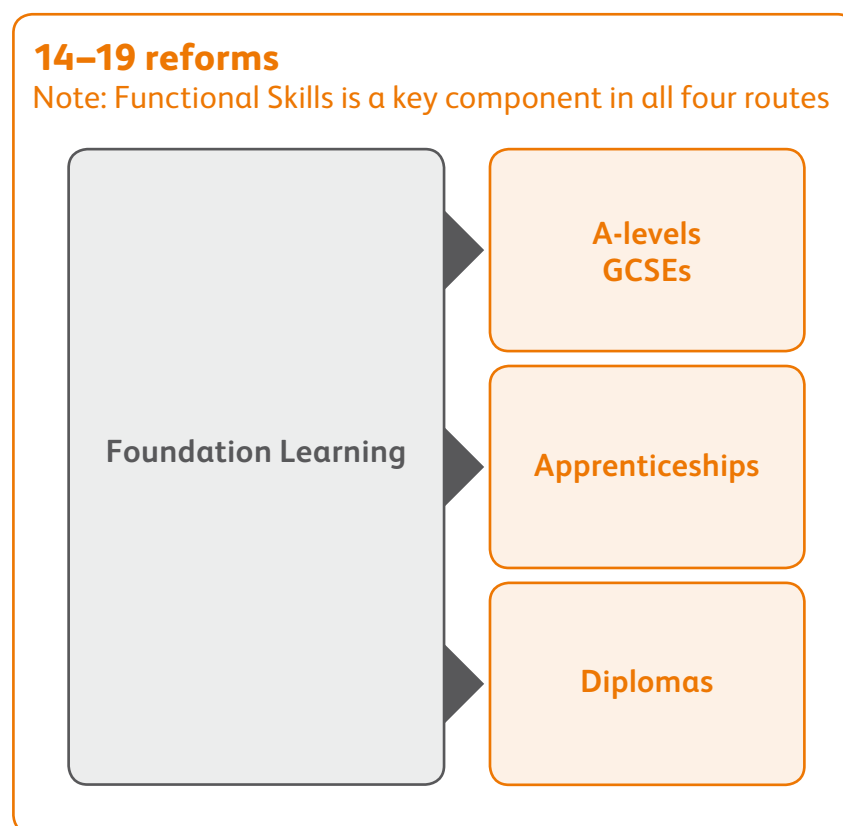 14–19 reforms
Note: Functional Skills is a key component in all four routes
Foundation Learning
A-levels
GCSEs
Apprenticeships
Diplomas